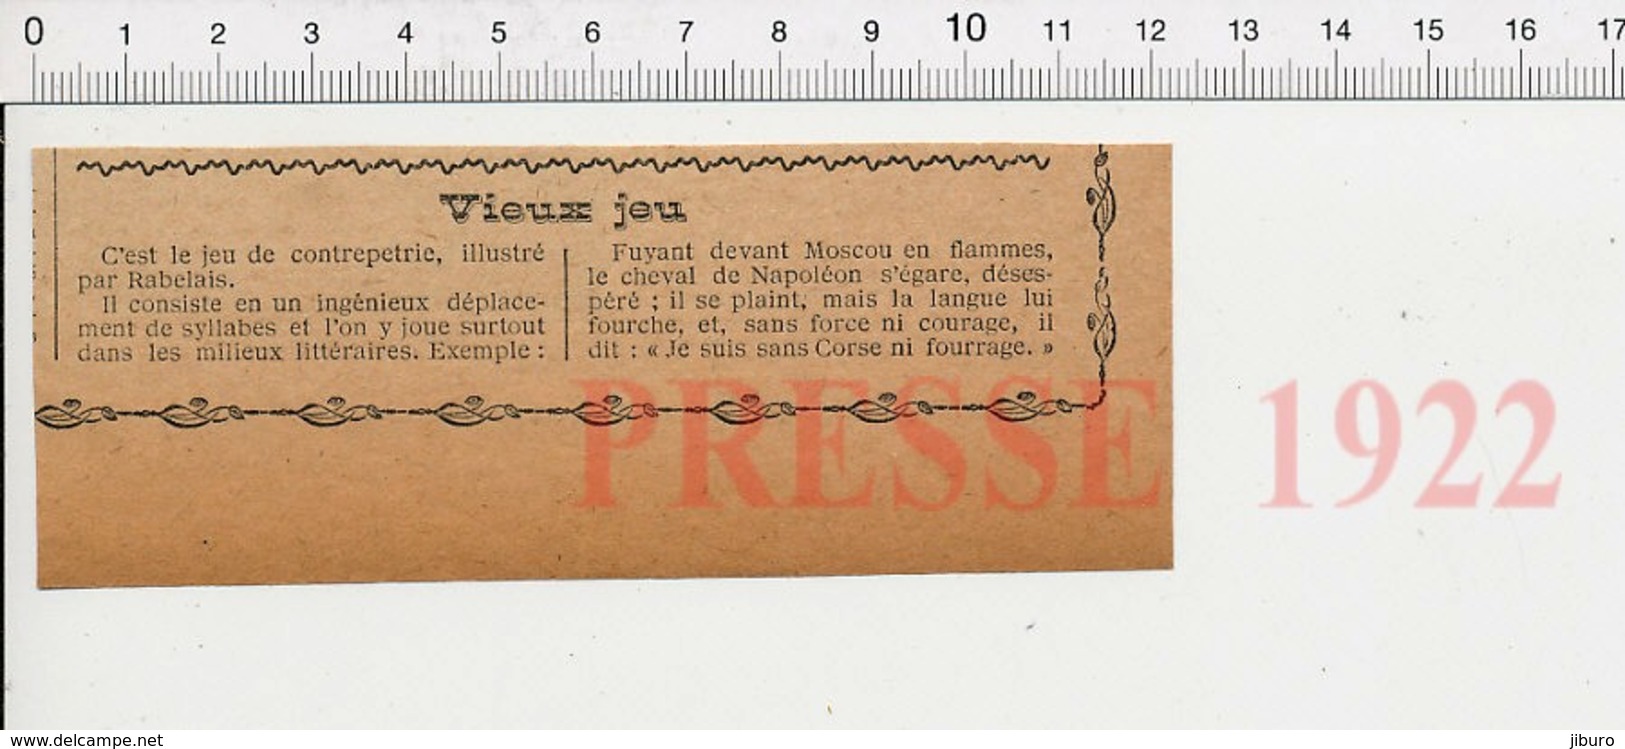 0 1 2 3 4 5 6 7 8 9 10 11 12 13 14 15 16 17
Vieux jeu
C'est le jeu de contrepetrie, illustré
par Rabelais.
Il consiste en un ingénieux déplace-
ment de syllabes et l'on y joue surtout
dans les milieux littéraires. Exemple :
Fuyant devant Moscou en flammes,
le cheval de Napoléon s'égare, déses-
péré ; il se plaint, mais la langue lui
fourche, et, sans force ni courage, il
dit : « Je suis sans Corse ni fourrage. »
PRESSE 1922
www.delcampe.net
jiburo